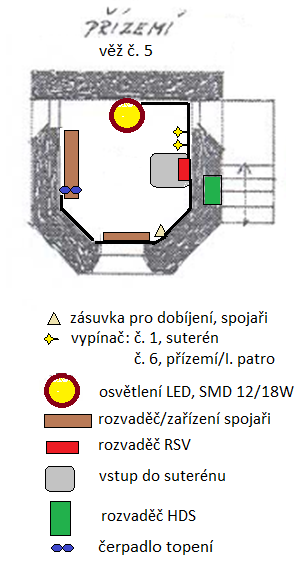 PŘIZEMÍ
věž č. 5
zásuvka pro dobíjení, spojaři
vypínač: č. 1, suterén
č. 6, přízemí/I. patro
osvětlení LED, SMD 12/18W
rozvaděč/zařízení spojaři
rozvaděč RSV
vstup do suterénu
rozvaděč HDS
čerpadlo topení